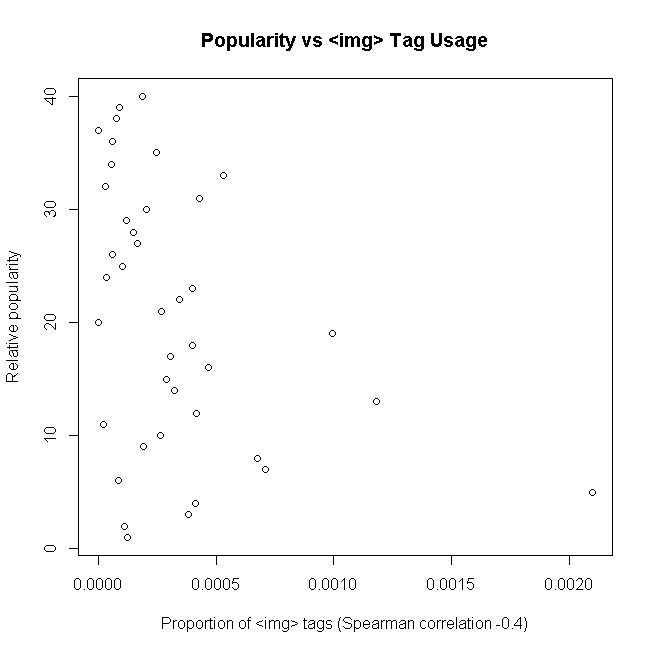 Popularity vs <img> Tag Usage
Relative popularity
40
30
20
10
0
0.0000 0.0005 0.0010 0.0015 0.0020
Proportion of <img> tags (Spearman correlation -0.4)